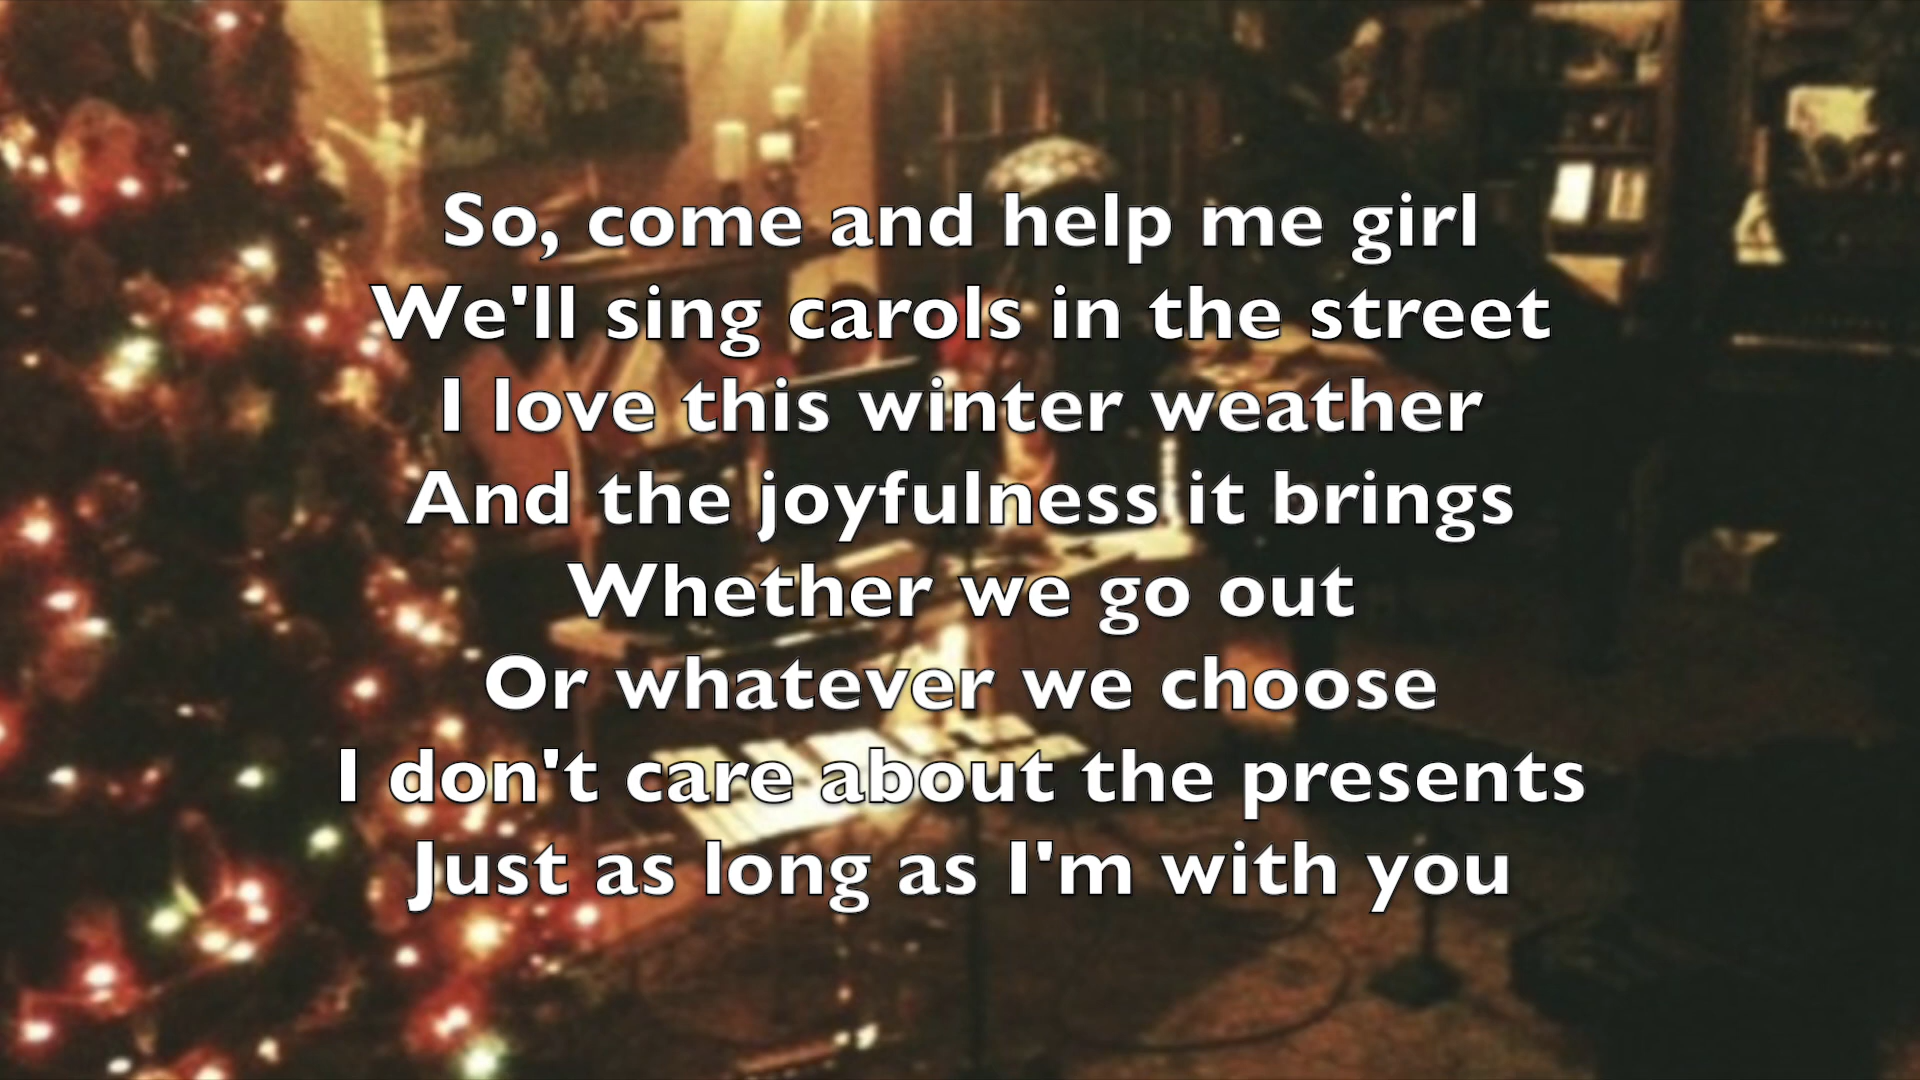 So, come and help me girl
We'll sing carols in the street
I love this winter weather
And the joyfulness it brings
Whether we go out
Or whatever we choose
I don't care about the presents
Just as long as I'm with you